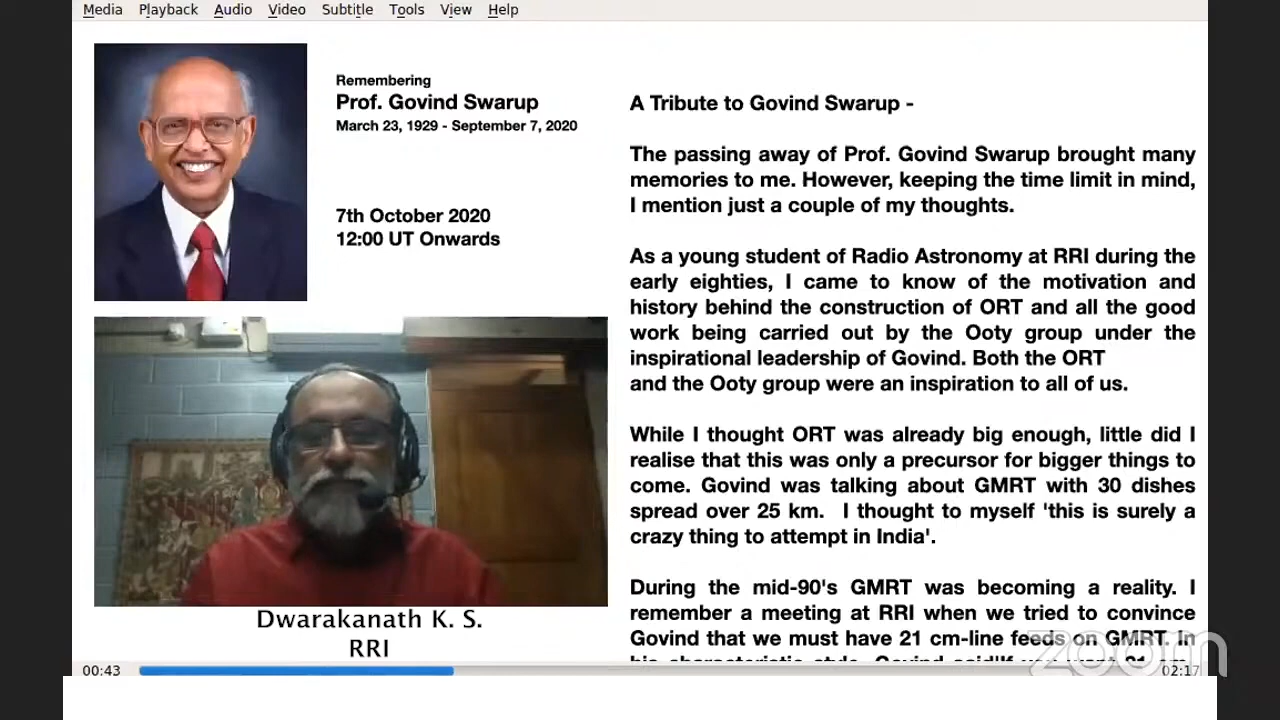 Media Playback Audio Video Subtitle Tools View Help
Remembering
Prof. Govind Swarup
March 23, 1929 - September 7, 2020
7th October 2020
12:00 UT Onwards
Dwarakanath K. S.
RRI
A Tribute to Govind Swarup -
The passing away of Prof. Govind Swarup brought many
memories to me. However, keeping the time limit in mind,
I mention just a couple of my thoughts.
As a young student of Radio Astronomy at RRI during the
early eighties, I came to know of the motivation and
history behind the construction of ORT and all the good
work being carried out by the Ooty group under the
inspirational leadership of Govind. Both the ORT
and the Ooty group were an inspiration to all of us.
While I thought ORT was already big enough, little did I
realise that this was only a precursor for bigger things to
come. Govind was talking about GMRT with 30 dishes
spread over 25 km. I thought to myself 'this is surely a
crazy thing to attempt in India'.
During the mid-90's GMRT was becoming a reality. I
remember a meeting at RRI when we tried to convince
Govind that we must have 21 cm-line feeds on GMRT. In
zoom
00:43
02:17